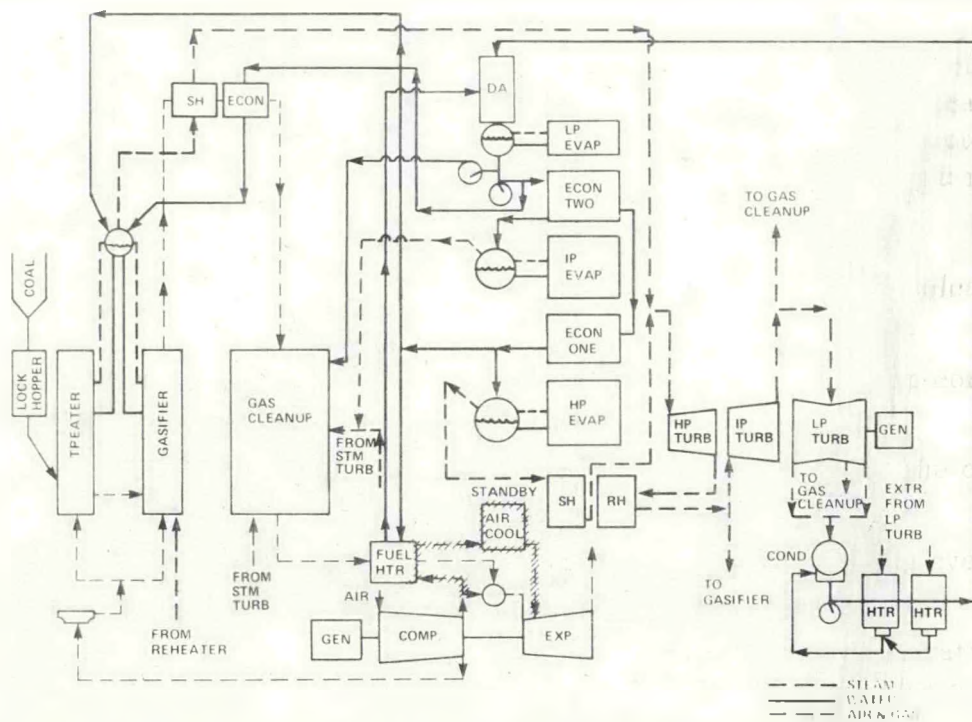 SH
ECON
DA
LP
EVAP
ECON
TWO
TO GAS
CLEANUP
IP
EVAP
COAL
LOCK
HOPPER
TPEATER
GASIFIER
GAS
CLEANUP
ECON
ONE
HP
EVAP
FROM
STM
TURB
HP
TURB
IP
TURB
LP
TURB
GEN
STANDBY
AIR
COOL
SH
RH
TO
GAS
CLEANUP
EXTR
FROM
LP
TURB
FUEL
HTR
COND
FROM
STM
TURB
AIR
TO
GASIFIER
HTR
HTR
FROM
REHEATER
GEN
COMP
EXP
STEAM
WATER
AIR & GAS